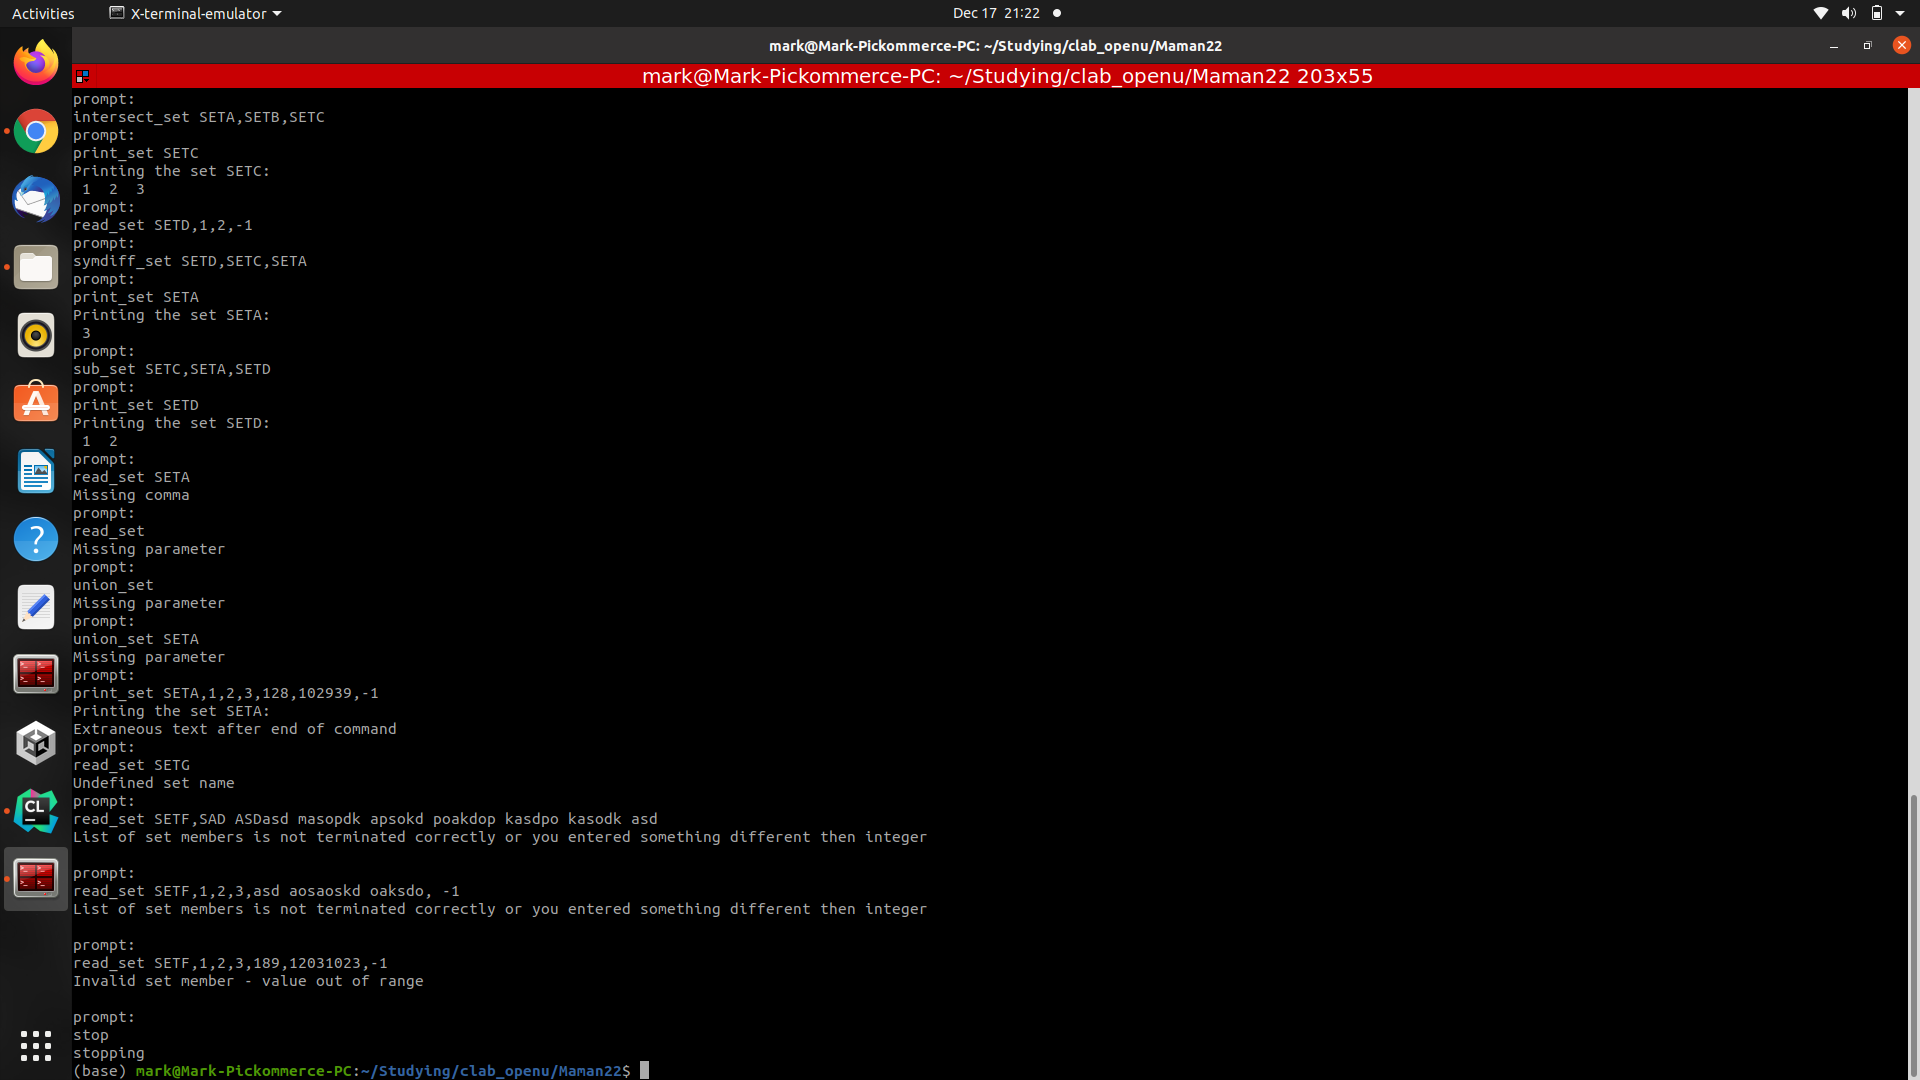 Activities
X-terminal-emulator
Dec 17 21:22
mark@Mark-Pickommerce-PC: ~/Studying/clab_openu/Maman22
mark@Mark-Pickommerce-PC: ~/Studying/clab_openu/Maman22 203x55
prompt:
intersect_set SETA,SETB,SETC
prompt:
print_set SETC
Printing the set SETC:
1 2 3
prompt:
read_set SETD,1,2,-1
prompt:
symdiff_set SETD,SETC,SETA
prompt:
print_set SETA
Printing the set SETA:
3
prompt:
sub_set SETC,SETA,SETD
prompt:
print_set SETD
Printing the set SETD:
1 2
prompt:
read_set SETA
Missing comma
prompt:
read_set
Missing parameter
prompt:
union_set
Missing parameter
prompt:
union_set SETA
Missing parameter
prompt:
print_set SETA,1,2,3,128,102939,-1
Printing the set SETA:
Extraneous text after end of command
prompt:
read_set SETG
Undefined set name
prompt:
read_set SETF,SAD ASDasd masopdk apsokd poakdop kasdpo kasodk asd
List of set members is not terminated correctly or you entered something different then integer
prompt:
read_set SETF,1,2,3,asd aosaoskd oaksdo, -1
List of set members is not terminated correctly or you entered something different then integer
prompt:
read_set SETF,1,2,3,189,12031023,-1
Invalid set member - value out of range
prompt:
stop
stopping
(base) mark@Mark-Pickommerce-PC:~/Studying/clab_openu/Maman22$
CL